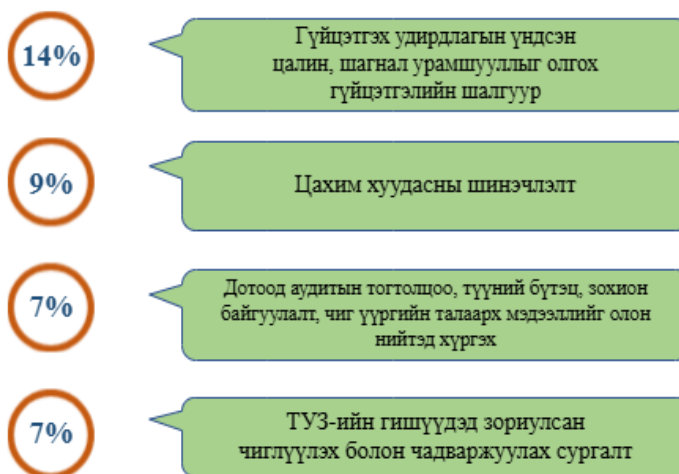 14%
Гүйцэтгэх удирдлагын үндсэн
цалин, шагнал урамшууллыг олгох
гүйцэтгэлийн шалгуур
9%
Цахим хуудасны шинэчлэлт
7%
Дотоод аудитын тогтолцоо, түүний бүтэц, зохион
байгуулалт, чиг үүргийн талаарх мэдээллийг олон
нийтэд хүргэх
7%
ТУЗ-ийн гишүүдэд зориулсан
чиглүүлэх болон чадваржуулах сургалт